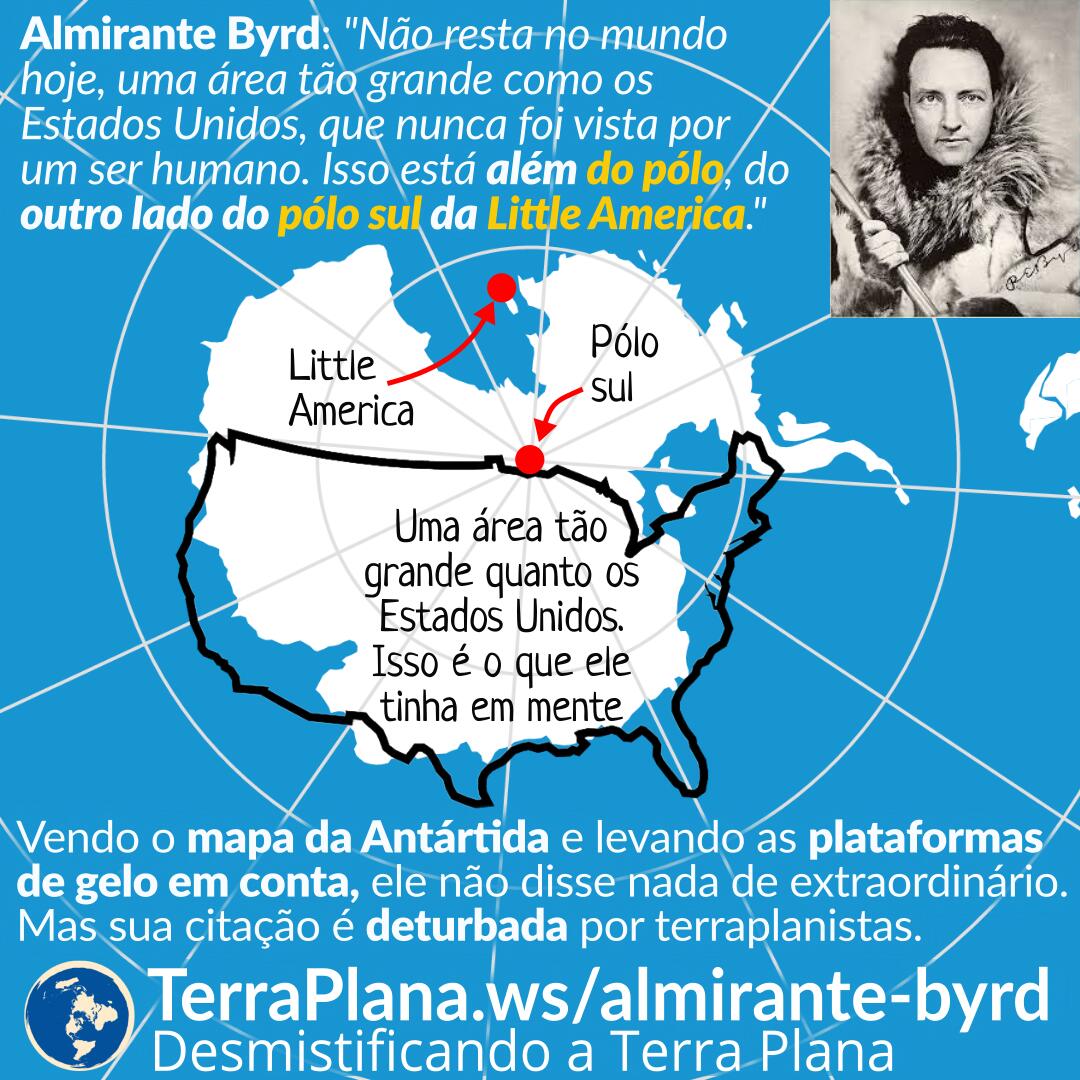 Almirante Byrd: "Não resta no mundo
hoje, uma área tão grande como os
Estados Unidos, que nunca foi vista por
um ser humano. Isso está além do pólo, do
outro lado do pólo sul da Little America."
Little
America
Pólo
sul
Uma área tão
grande quanto os
Estados Unidos.
Isso é o que ele
tinha em mente
Vendo o mapa da Antártida e levando as plataformas
de gelo em conta, ele não disse nada de extraordinário.
Mas sua citação é deturbada por terraplanistas.
TerraPlana.ws/almirante-byrd
Desmistificando a Terra Plana